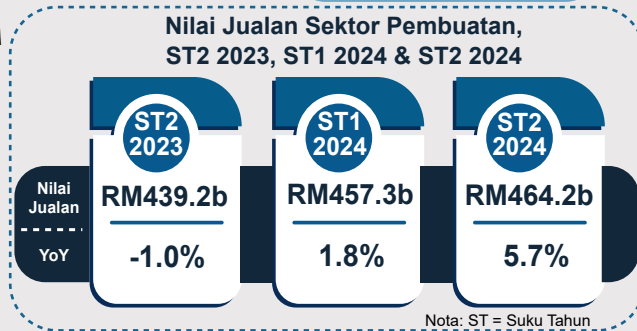 Nilai Jualan Sektor Pembuatan,
ST2 2023, ST1 2024 & ST2 2024
ST2
2023
ST1
2024
ST2
2024
Nilai
Jualan
RM439.2b
RM457.3b
RM464.2b
YoY
-1.0%
1.8%
5.7%
Nota: ST = Suku Tahun